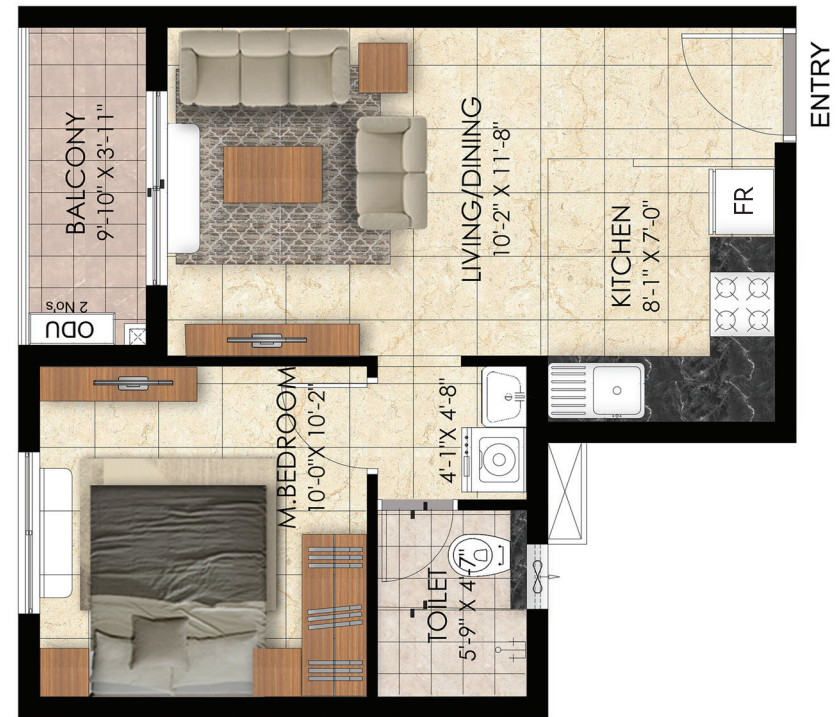 BALCONY
9'-10" X 3'-11"
ODU
2 No's
LIVING/DINING
10'-2" X 11'-8"
ENTRY
KITCHEN
8'-1" X 7'-0"
FR
M.BEDROOM
10'-0"X 10'-2"
4'-1"X 4'-8"
TOILET
5'-9" X 4'-7"